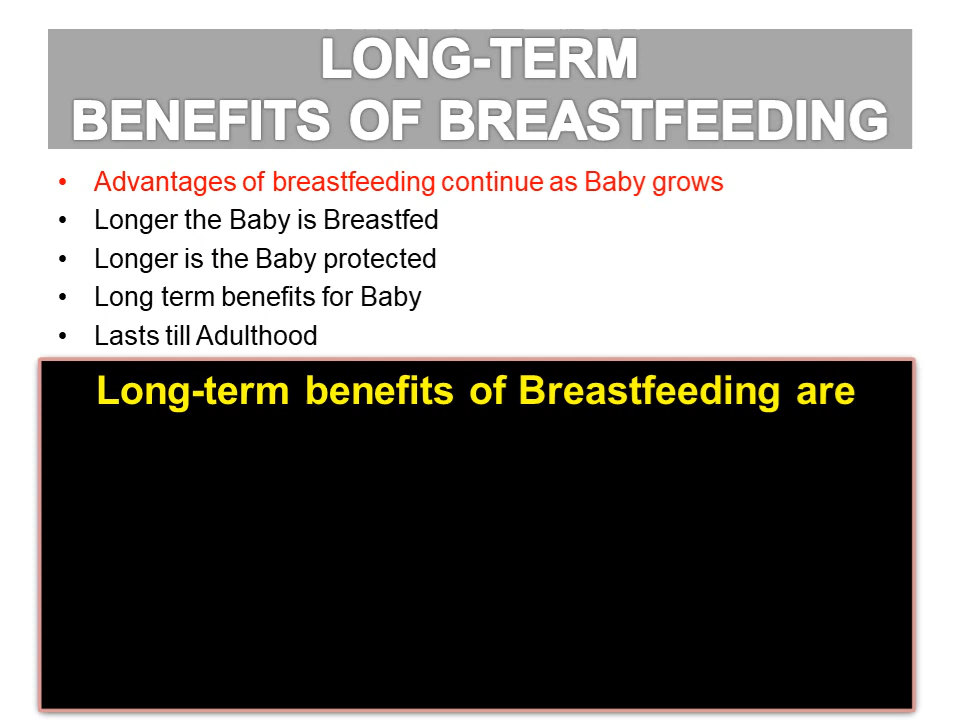 LONG-TERM
BENEFITS OF BREASTFEEDING
• Advantages of breastfeeding continue as Baby grows
• Longer the Baby is Breastfed
• Longer is the Baby protected
• Long term benefits for Baby
• Lasts till Adulthood
Long-term benefits of Breastfeeding are